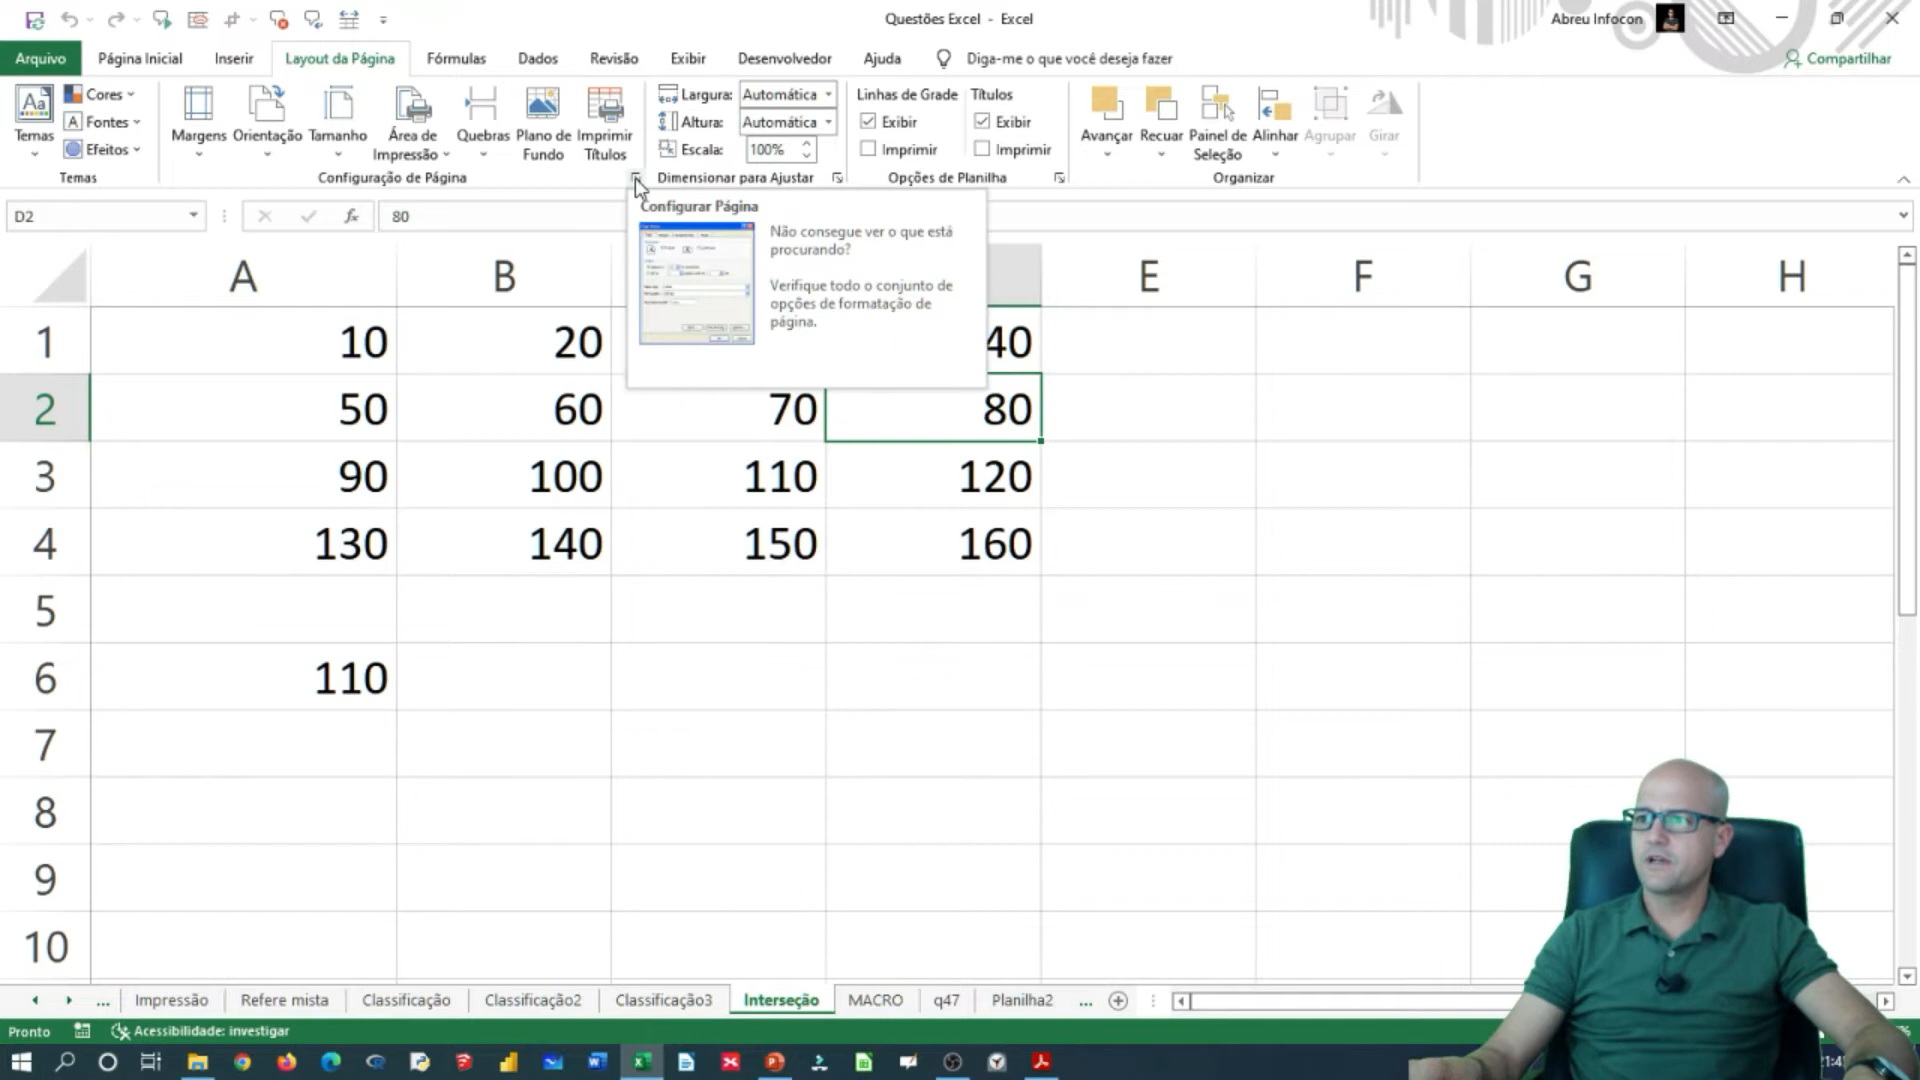 Questões Excel - Excel
Abreu Infocon
Arquivo Página Inicial Inserir Layout da Página Fórmulas Dados Revisão Exibir Desenvolvedor Ajuda Diga-me o que você deseja fazer Compartilhar
Temas
Cores
Fontes
Efeitos
Temas
Margens
Orientação
Tamanho
Área de
Impressão
Quebras
Plano de
Fundo
Imprimir
Títulos
Configuração de Página
Largura: Automática
Altura: Automática
Escala: 100%
Dimensionar para Ajustar
Linhas de Grade Títulos
Exibir Exibir
Imprimir Imprimir
Opções de Planilha
Avançar
Recuar
Painel de
Seleção
Alinhar
Agrupar
Girar
Organizar
D2 fx 80
Configurar Página
Não consegue ver o que está
procurando?
Verifique todo o conjunto de
opções de formatação de
página.
A B E F G H
1 10 20 40
2 50 60 70 80
3 90 100 110 120
4 130 140 150 160
5
6 110
7
8
9
10
... Impressão Refere mista Classificação Classificação2 Classificação3 Interseção MACRO q47 Planilha2 ...
Pronto Acessibilidade: investigar